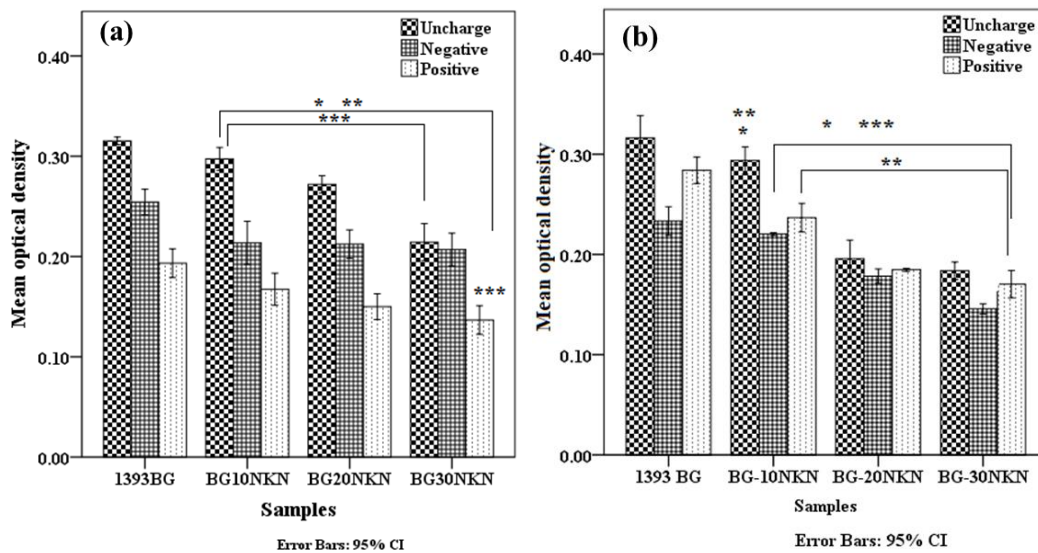 (a)
Uncharge
Negative
Positive
0.40
0.30
0.20
0.10
0.00
Mean optical density
* **
***
***
1393BG BG10NKN BG20NKN BG30NKN
Samples
Error Bars: 95% CI
(b)
Uncharge
Negative
Positive
0.40
0.30
0.20
0.10
0.00
Mean optical density
**
*
* ***
**
1393 BG BG-10NKN BG-20NKN BG-30NKN
Samples
Error Bars: 95% CI